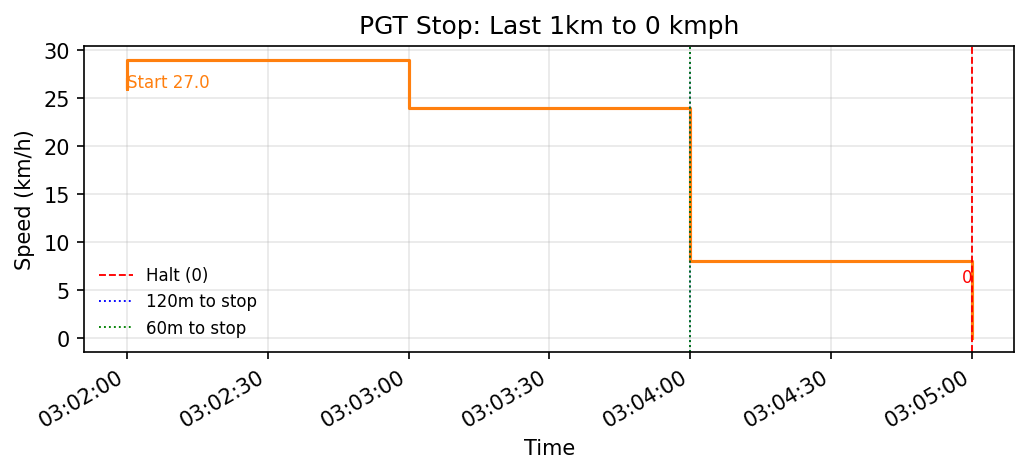 PGT Stop: Last 1km to 0 kmph
Speed (km/h)
30
25
20
15
10
5
0
Start 27.0
0
Halt (0)
120m to stop
60m to stop
03:02:00
03:02:30
03:03:00
03:03:30
03:04:00
03:04:30
03:05:00
Time